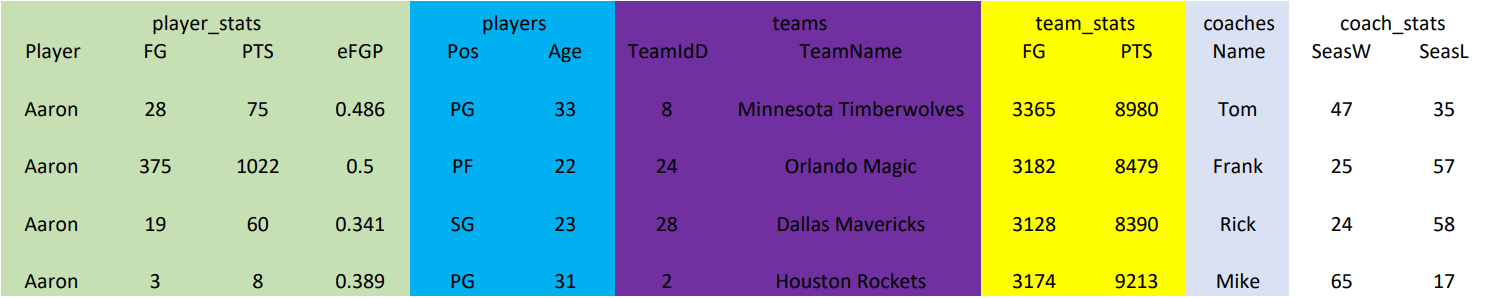 player_stats players teams team_stats coaches coach_stats
Player FG PTS eFGP Pos Age TeamIdD TeamName FG PTS Name SeasW SeasL
Aaron 28 75 0.486 PG 33 8 Minnesota Timberwolves 3365 8980 Tom 47 35
Aaron 375 1022 0.5 PF 22 24 Orlando Magic 3182 8479 Frank 25 57
Aaron 19 60 0.341 SG 23 28 Dallas Mavericks 3128 8390 Rick 24 58
Aaron 3 8 0.389 PG 31 2 Houston Rockets 3174 9213 Mike 65 17